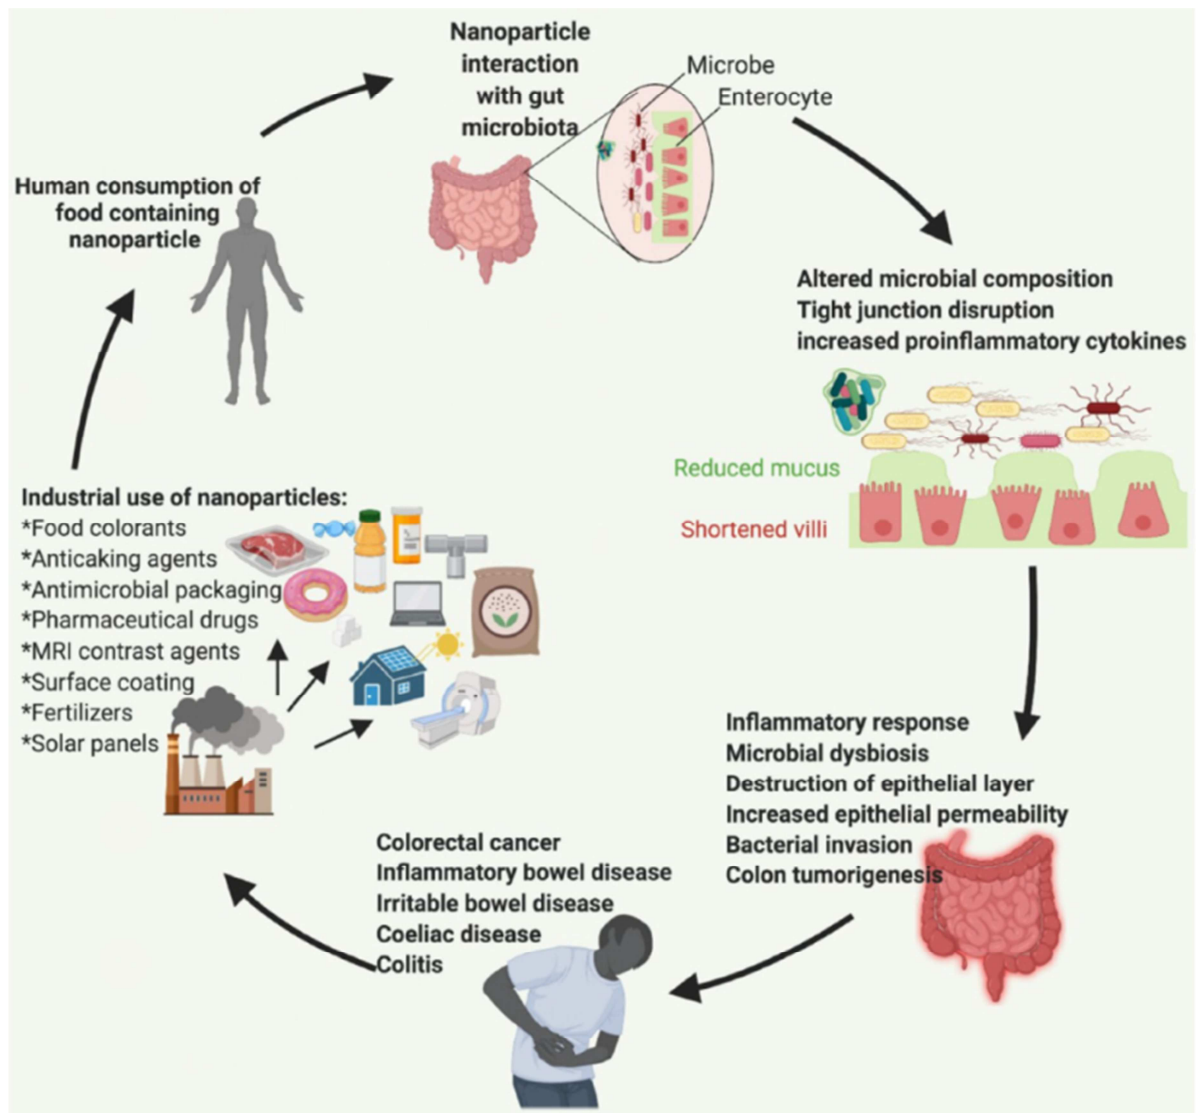 Nanoparticle
interaction
with gut
microbiota
Microbe
Enterocyte
Human consumption of
food containing
nanoparticle
Altered microbial composition
Tight junction disruption
increased proinflammatory cytokines
Reduced mucus
Shortened villi
Industrial use of nanoparticles:
*Food colorants
*Anticaking agents
*Antimicrobial packaging
*Pharmaceutical drugs
*MRI contrast agents
*Surface coating
*Fertilizers
*Solar panels
Inflammatory response
Microbial dysbiosis
Destruction of epithelial layer
Increased epithelial permeability
Bacterial invasion
Colon tumorigenesis
Colorectal cancer
Inflammatory bowel disease
Irritable bowel disease
Coeliac disease
Colitis